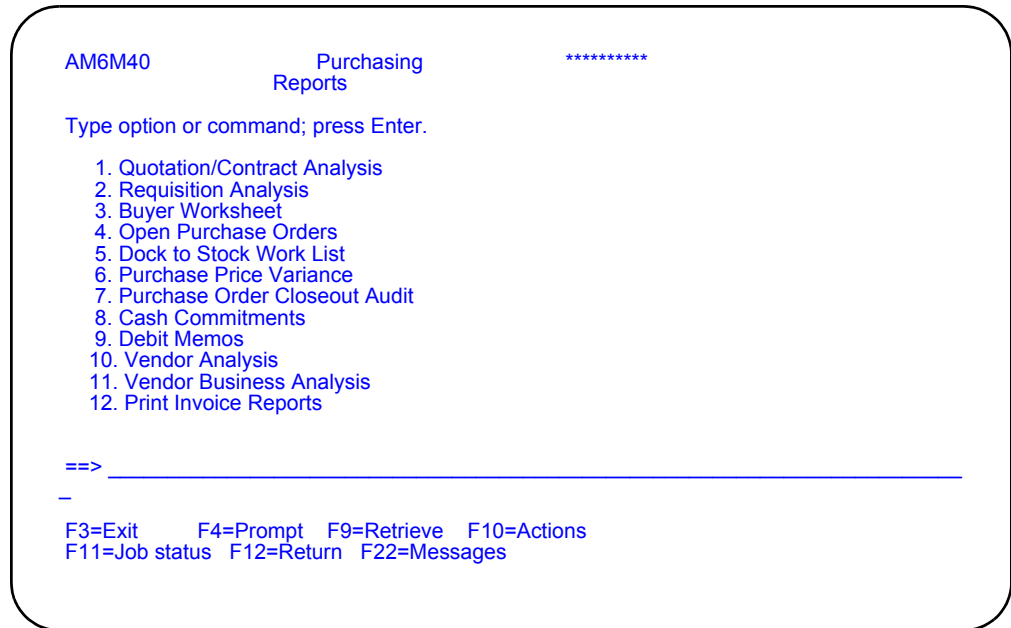 AM6M40 Purchasing **********
Reports
Type option or command; press Enter.
1. Quotation/Contract Analysis
2. Requisition Analysis
3. Buyer Worksheet
4. Open Purchase Orders
5. Dock to Stock Work List
6. Purchase Price Variance
7. Purchase Order Closeout Audit
8. Cash Commitments
9. Debit Memos
10. Vendor Analysis
11. Vendor Business Analysis
12. Print Invoice Reports
==> ________________________________________________________________
_
F3=Exit F4=Prompt F9=Retrieve F10=Actions
F11=Job status F12=Return F22=Messages